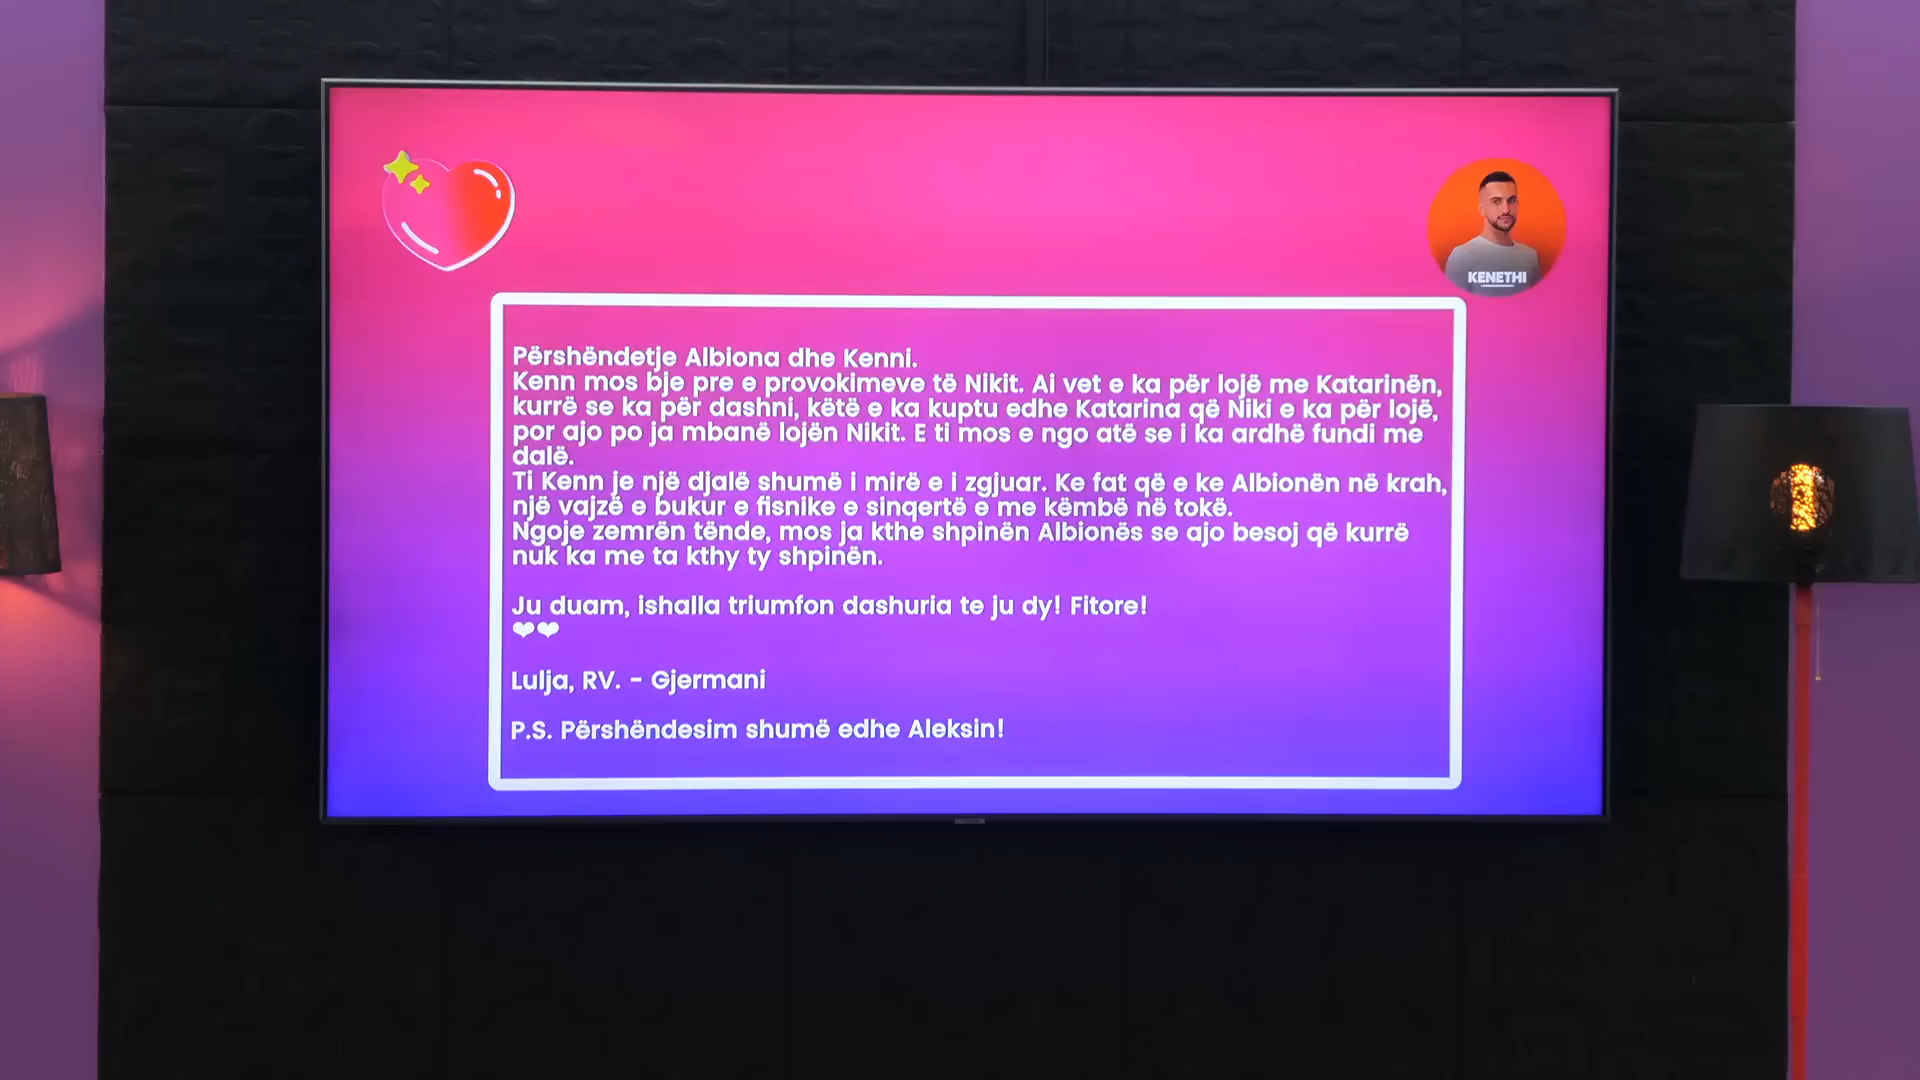 KENETHI
Përshëndetje Albiona dhe Kenni.
Kenn mos bje pre e provokimeve të Nikit. Ai vet e ka për lojë me Katarinën,
kurrë se ka për dashni, këtë e ka kuptu edhe Katarina që Niki e ka për lojë,
por ajo po ja mbanë lojën Nikit. E ti mos e ngo atë se i ka ardhë fundi me
dalë.
Ti Kenn je një djalë shumë i mirë e i zgjuar. Ke fat që e ke Albionën në krah,
një vajzë e bukur e fisnike e sinqertë e me këmbë në tokë.
Ngoje zemrën tënde, mos ja kthe shpinën Albionës se ajo besoj që kurrë
nuk ka me ta kthy ty shpinën.
Ju duam, ishalla triumfon dashuria te ju dy! Fitore!
❤❤
Lulja, RV. - Gjermani
P.S. Përshëndesim shumë edhe Aleksin!